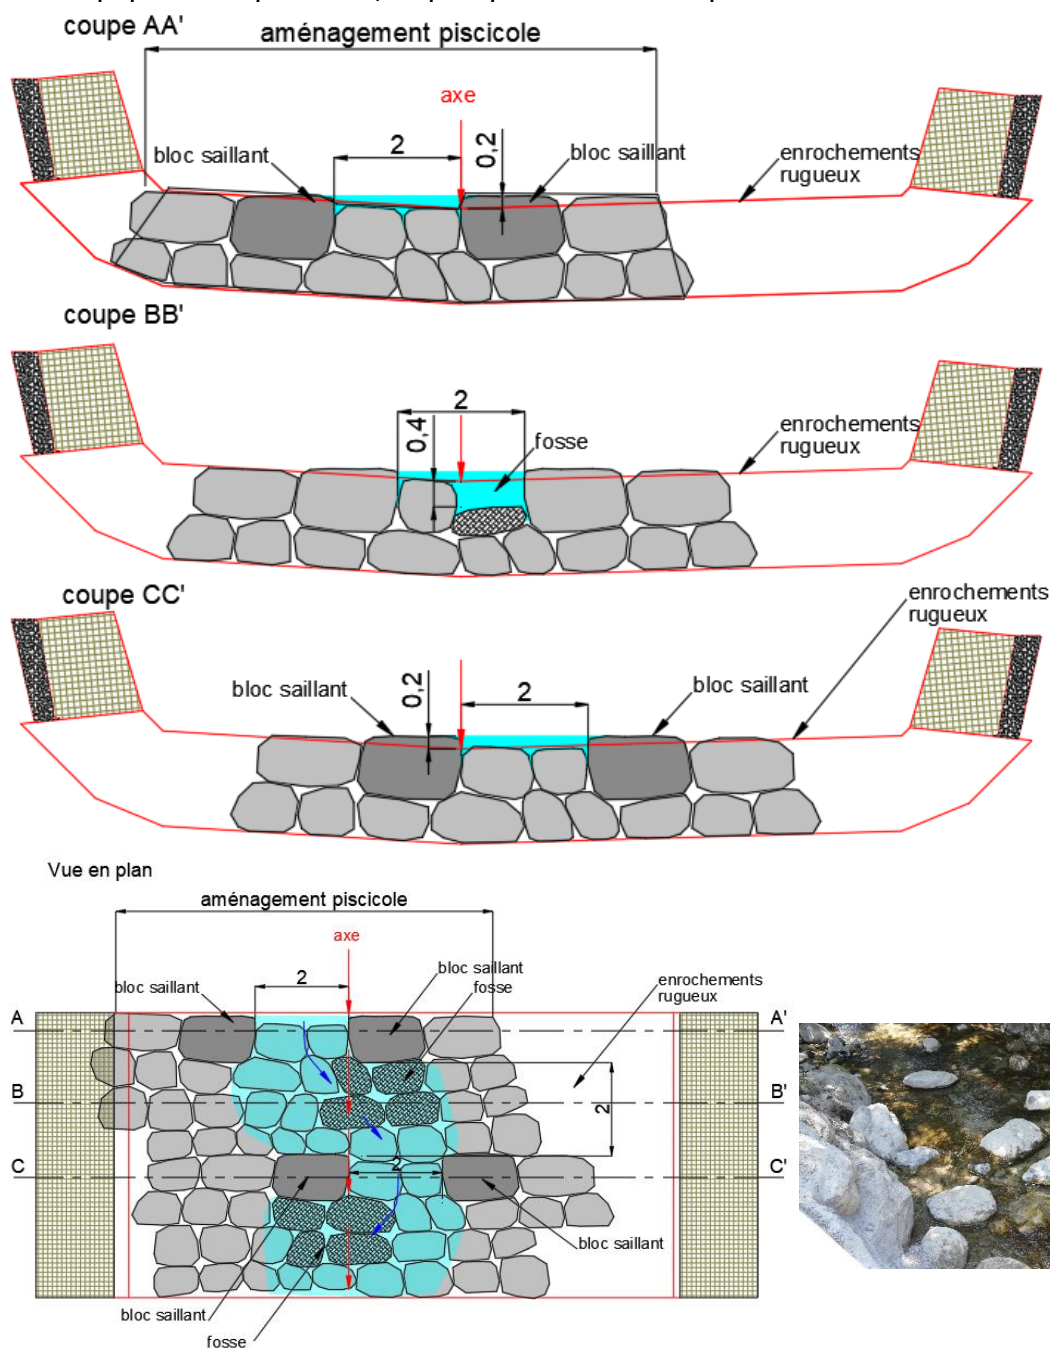 coupe AA'
aménagement piscicole
axe
2
0,2
bloc saillant
bloc saillant
enrochements
rugueux
coupe BB'
2
0,4
fosse
enrochements
rugueux
coupe CC'
enrochements
rugueux
bloc saillant
0,2
2
bloc saillant
Vue en plan
aménagement piscicole
axe
2
bloc saillant
bloc saillant
fosse
enrochements
rugueux
A
A'
B
B'
2
C
2
C'
bloc saillant
bloc saillant
fosse